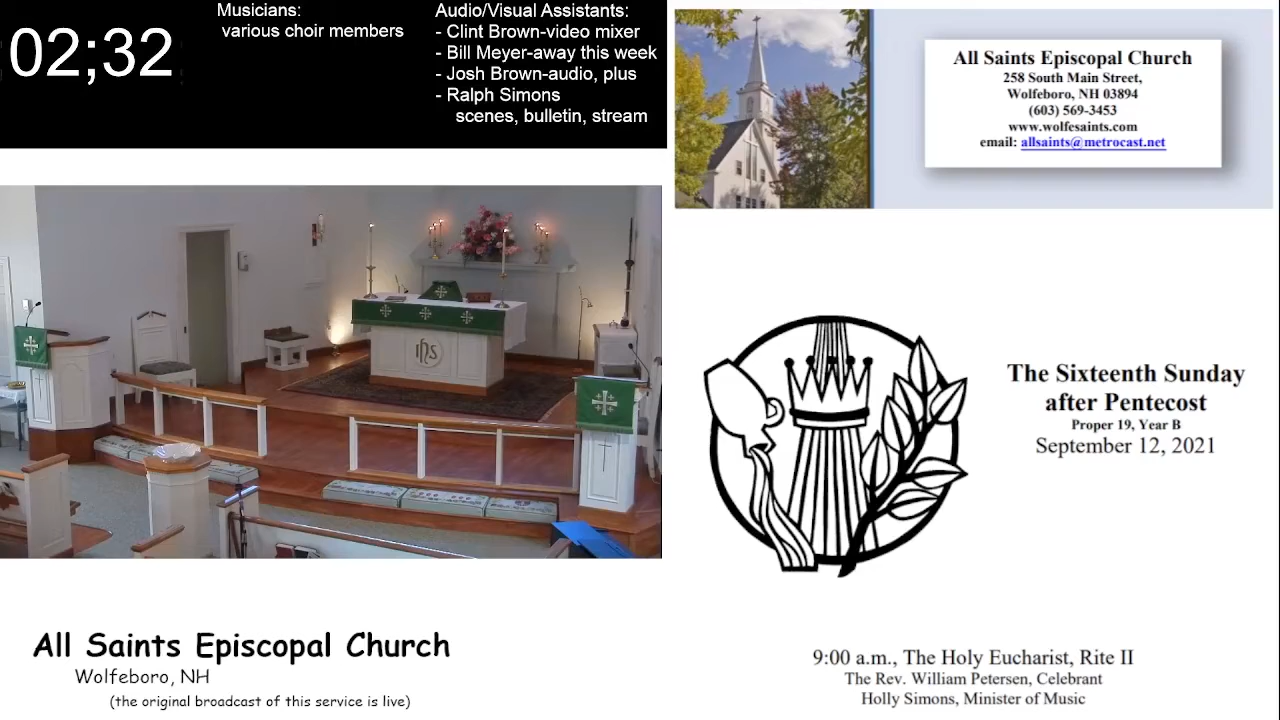 02;32
Musicians:
various choir members
Audio/Visual Assistants:
- Clint Brown-video mixer
- Bill Meyer-away this week
- Josh Brown-audio, plus
- Ralph Simons
scenes, bulletin, stream
All Saints Episcopal Church
258 South Main Street,
Wolfeboro, NH 03894
(603) 569-3453
www.wolfesaints.com
email: allsaints@metrocast.net
IHS
The Sixteenth Sunday
after Pentecost
Proper 19, Year B
September 12, 2021
All Saints Episcopal Church
Wolfeboro, NH
(the original broadcast of this service is live)
9:00 a.m., The Holy Eucharist, Rite II
The Rev. William Petersen, Celebrant
Holly Simons, Minister of Music